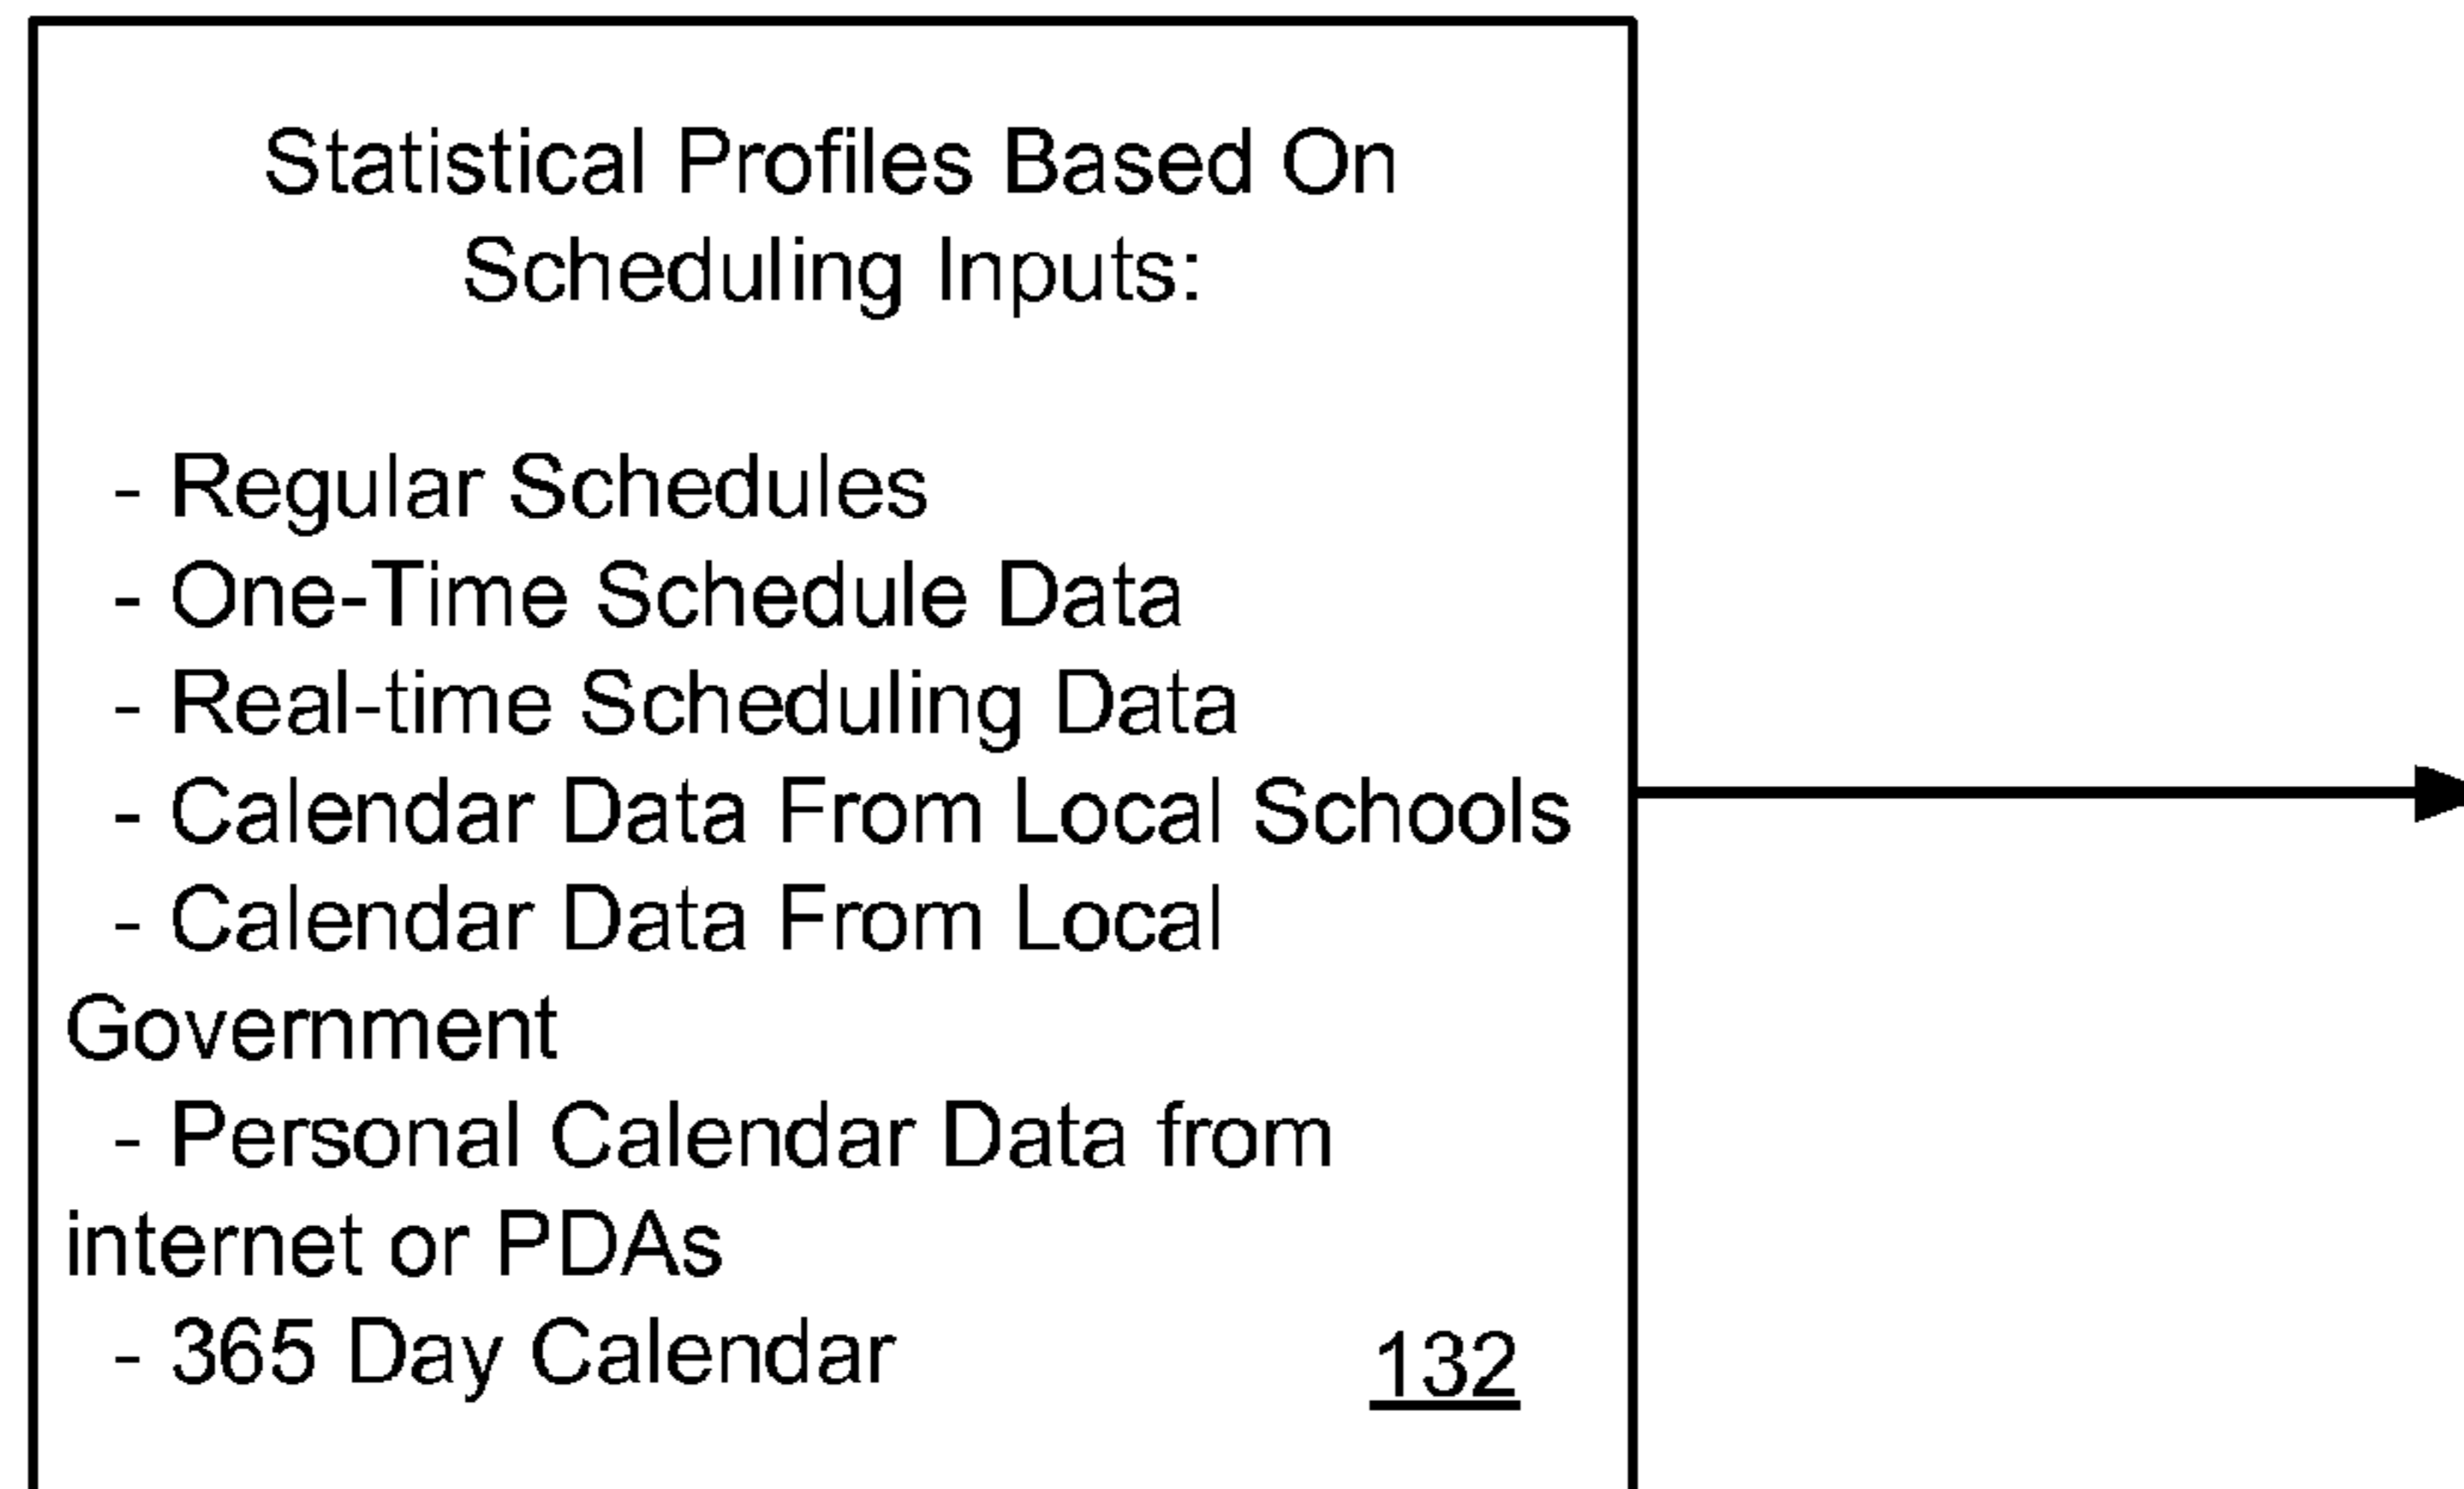 Statistical Profiles Based On
Scheduling Inputs:
- Regular Schedules
- One-Time Schedule Data
- Real-time Scheduling Data
- Calendar Data From Local Schools
- Calendar Data From Local
Government
- Personal Calendar Data from
internet or PDAs
- 365 Day Calendar 132